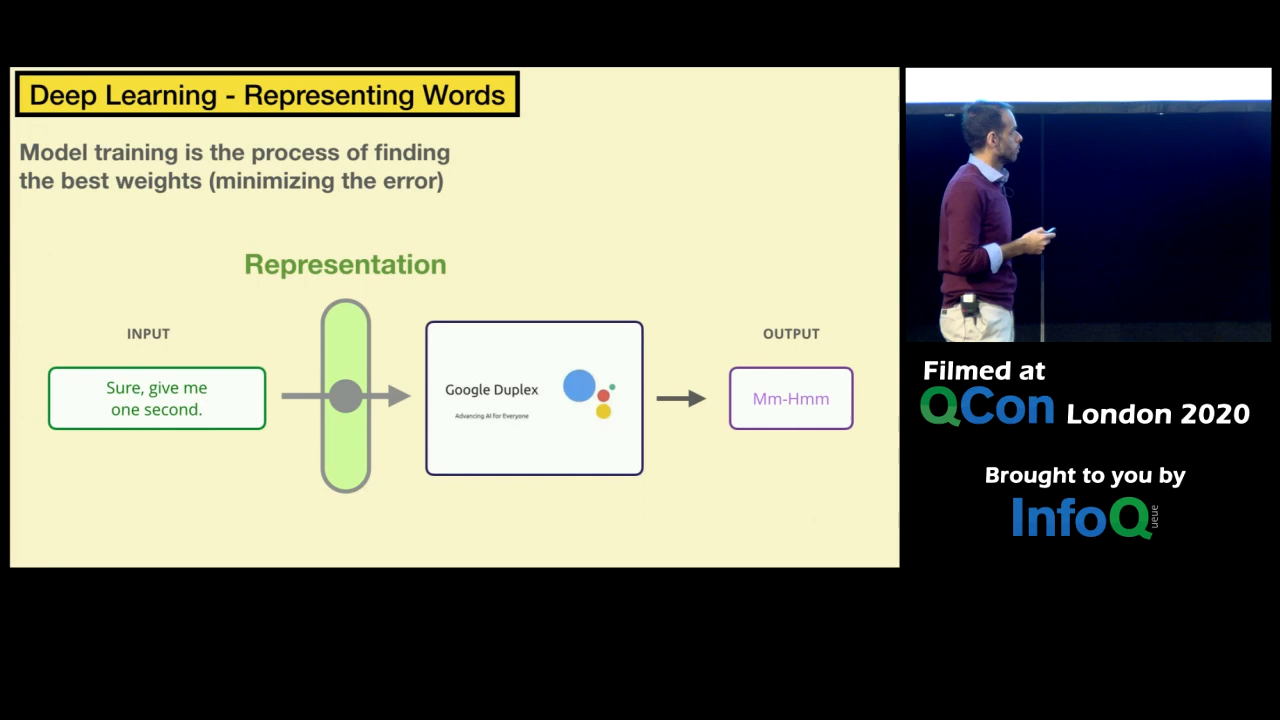 Deep Learning - Representing Words
Model training is the process of finding
the best weights (minimizing the error)
Representation
INPUT
Sure, give me
one second.
Google Duplex
Advancing AI for Everyone
OUTPUT
Mm-Hmm
Filmed at
QCon London 2020
Brought to you by
InfoQueue